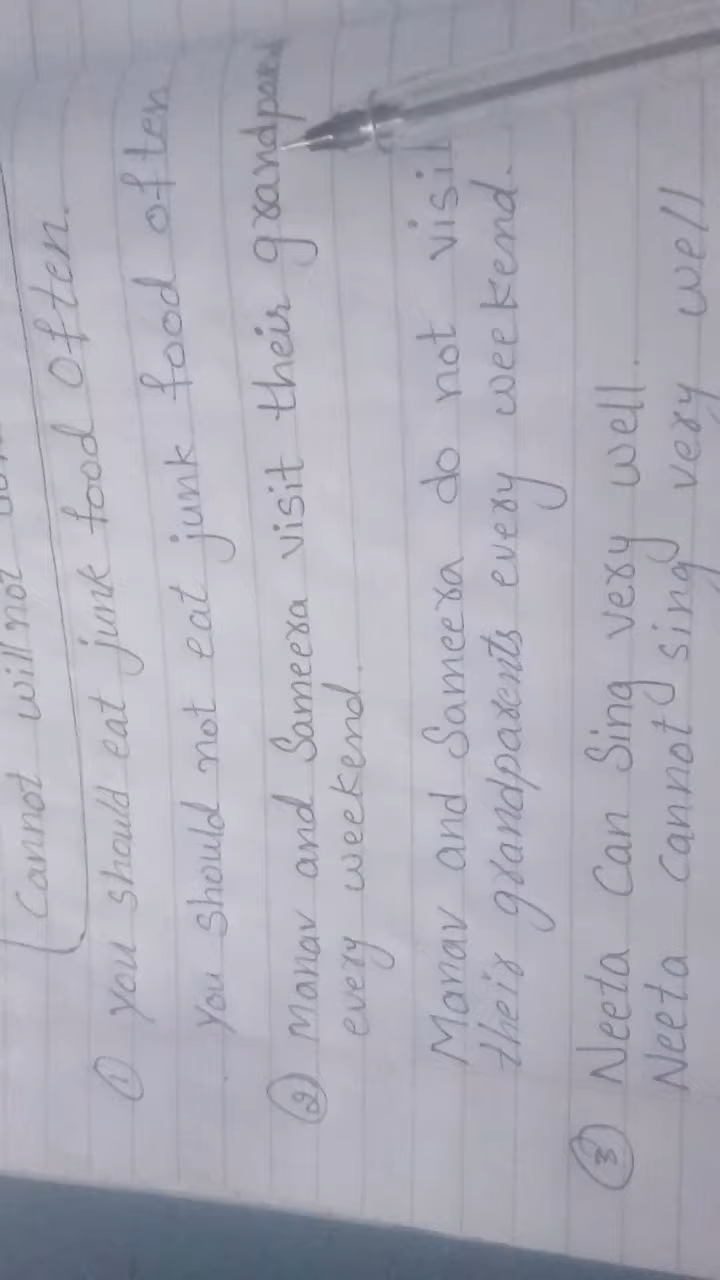 Cannot will not
① you should eat junk food often.
you should not eat junk food often
② Manav and Sameera visit their
every weekend.
Manav and Sameera do not visit
their grandparents every weekend.
③ Neeta Can Sing very well.
Neeta cannot sing very well